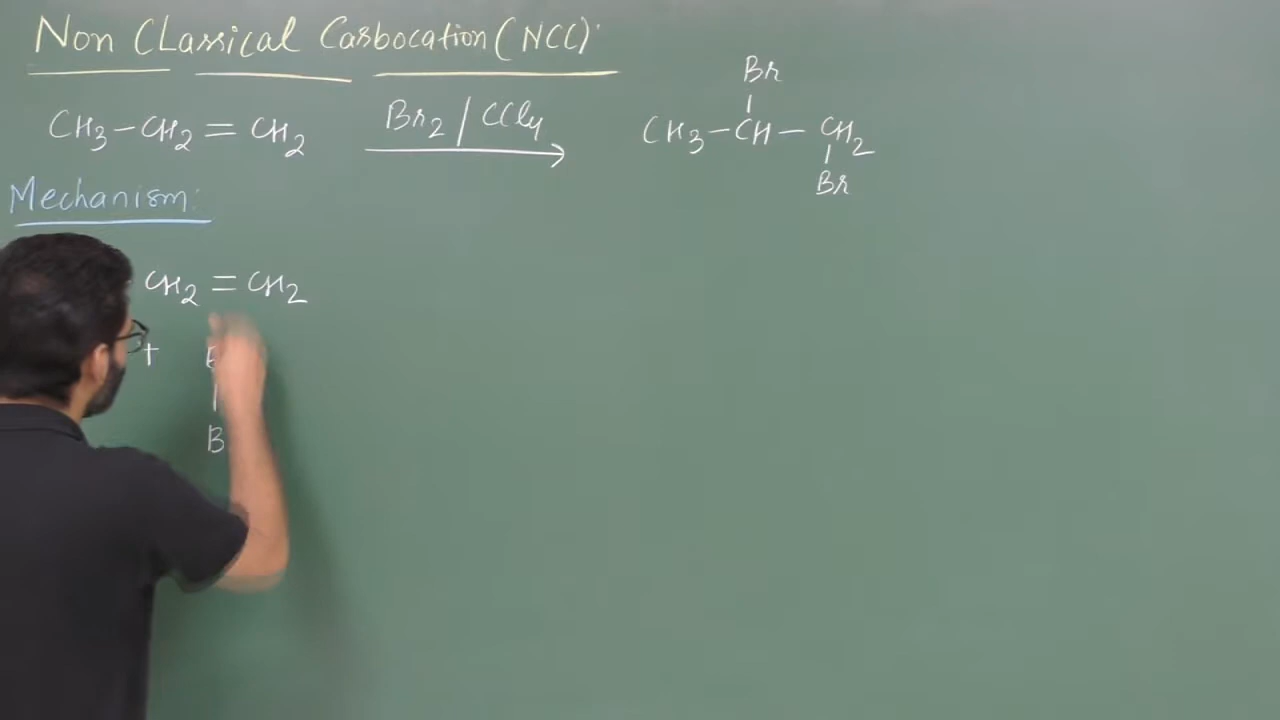 Non Classical Carbocation (NCC):
CH3-CH2=CH2 Br2/CCl4 CH3-CH-CH2
Br
Br
Mechanism:
CH2=CH2
+
B